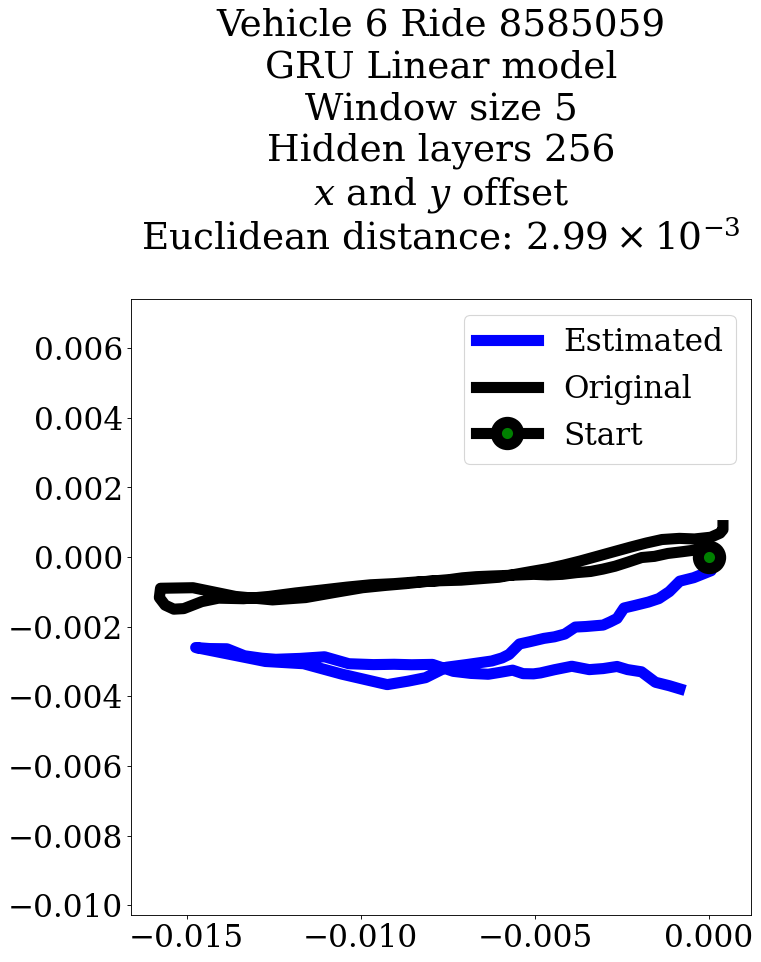 Vehicle 6 Ride 8585059
GRU Linear model
Window size 5
Hidden layers 256
x and y offset
Euclidean distance: 2.99 × 10⁻³
Estimated
Original
Start
0.006
0.004
0.002
0.000
−0.002
−0.004
−0.006
−0.008
−0.010
−0.015 −0.010 −0.005 0.000